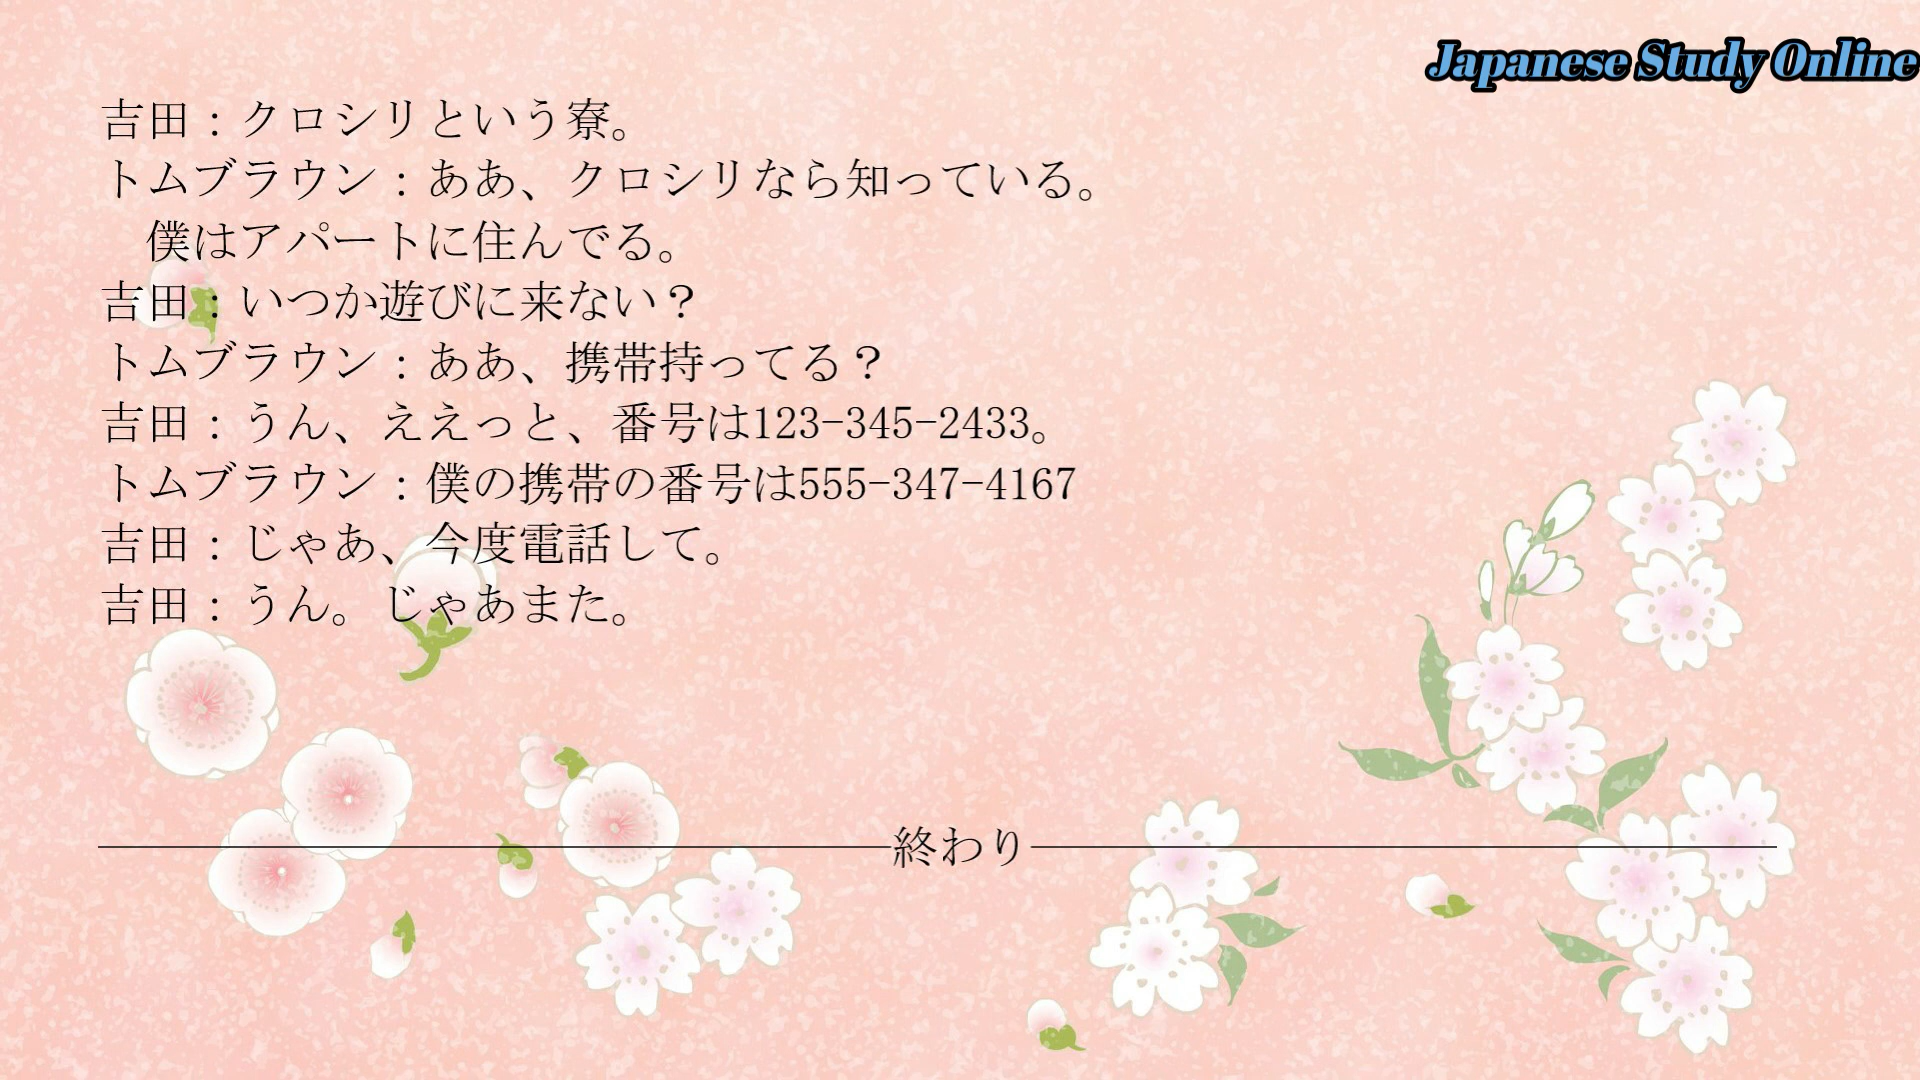 Japanese Study Online
吉田：クロシリという寮。
トムブラウン：ああ、クロシリなら知っている。
　僕はアパートに住んでる。
吉田：いつか遊びに来ない？
トムブラウン：ああ、携帯持ってる？
吉田：うん、ええっと、番号は123-345-2433。
トムブラウン：僕の携帯の番号は555-347-4167
吉田：じゃあ、今度電話して。
吉田：うん。じゃあまた。
終わり